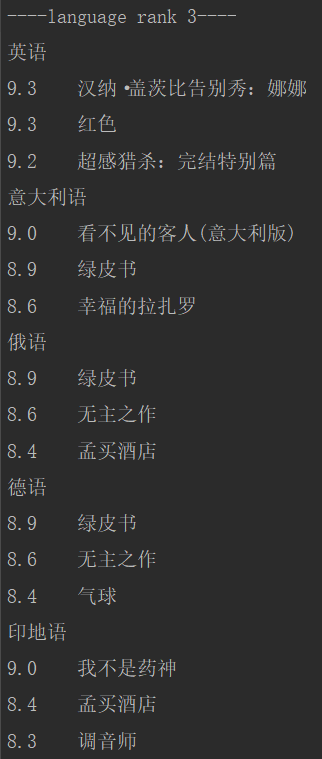 ----language rank 3----
英语
9.3 汉纳·盖茨比告别秀：娜娜
9.3 红色
9.2 超感猎杀：完结特别篇
意大利语
9.0 看不见的客人(意大利版)
8.9 绿皮书
8.6 幸福的拉扎罗
俄语
8.9 绿皮书
8.6 无主之作
8.4 孟买酒店
德语
8.9 绿皮书
8.6 无主之作
8.4 气球
印地语
9.0 我不是药神
8.4 孟买酒店
8.3 调音师